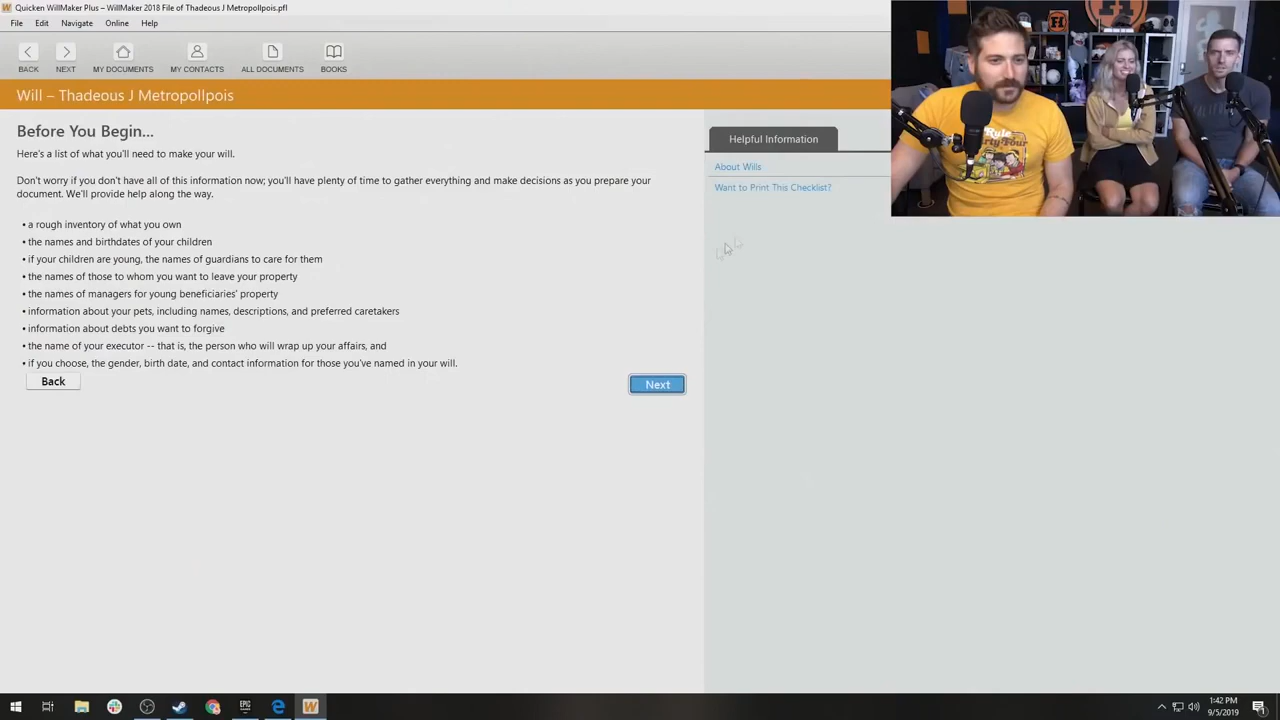 Quicken WillMaker Plus – WillMaker 2018 File of Thadeous J Metropollpois.pfl
File Edit Navigate Online Help
BACK NEXT MY DOCUMENTS MY CONTACTS ALL DOCUMENTS BOOKS
Will – Thadeous J Metropollpois
Before You Begin...
Here's a list of what you'll need to make your will.
Don't worry if you don't have all of this information now; you'll have plenty of time to gather everything and make decisions as you prepare your
document. We'll provide help along the way.
• a rough inventory of what you own
• the names and birthdates of your children
• if your children are young, the names of guardians to care for them
• the names of those to whom you want to leave your property
• the names of managers for young beneficiaries' property
• information about your pets, including names, descriptions, and preferred caretakers
• information about debts you want to forgive
• the name of your executor -- that is, the person who will wrap up your affairs, and
• if you choose, the gender, birth date, and contact information for those you've named in your will.
Back
Next
Helpful Information
About Wills
Want to Print This Checklist?
Rule
H
EPIC
W
1:42 PM
9/5/2019
1